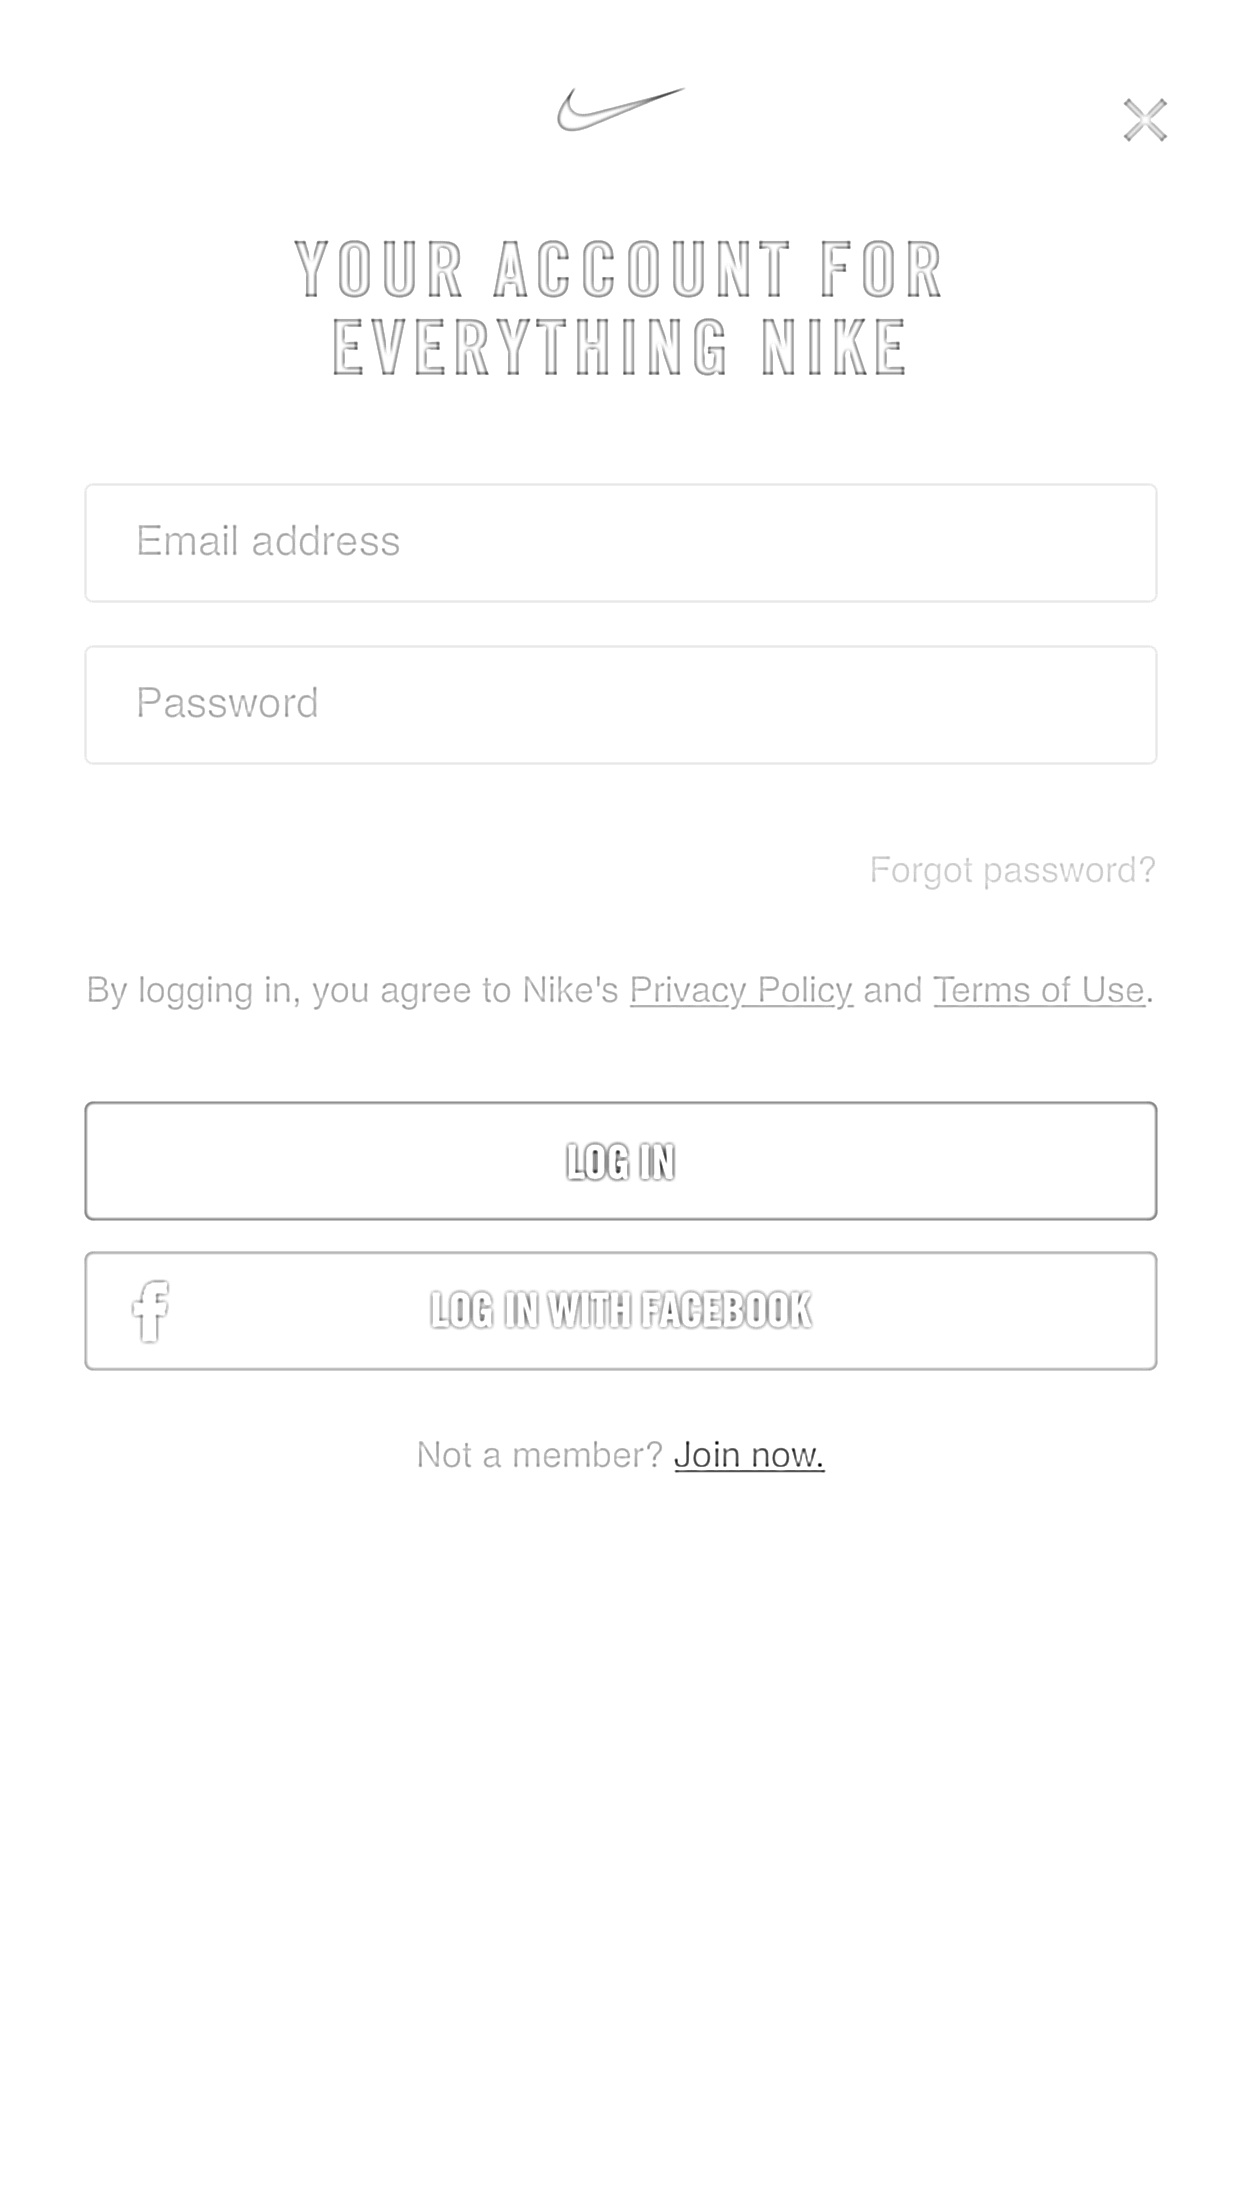 YOUR ACCOUNT FOR
EVERYTHING NIKE
Email address
Password
Forgot password?
By logging in, you agree to Nike's Privacy Policy and Terms of Use.
LOG IN
f LOG IN WITH FACEBOOK
Not a member? Join now.